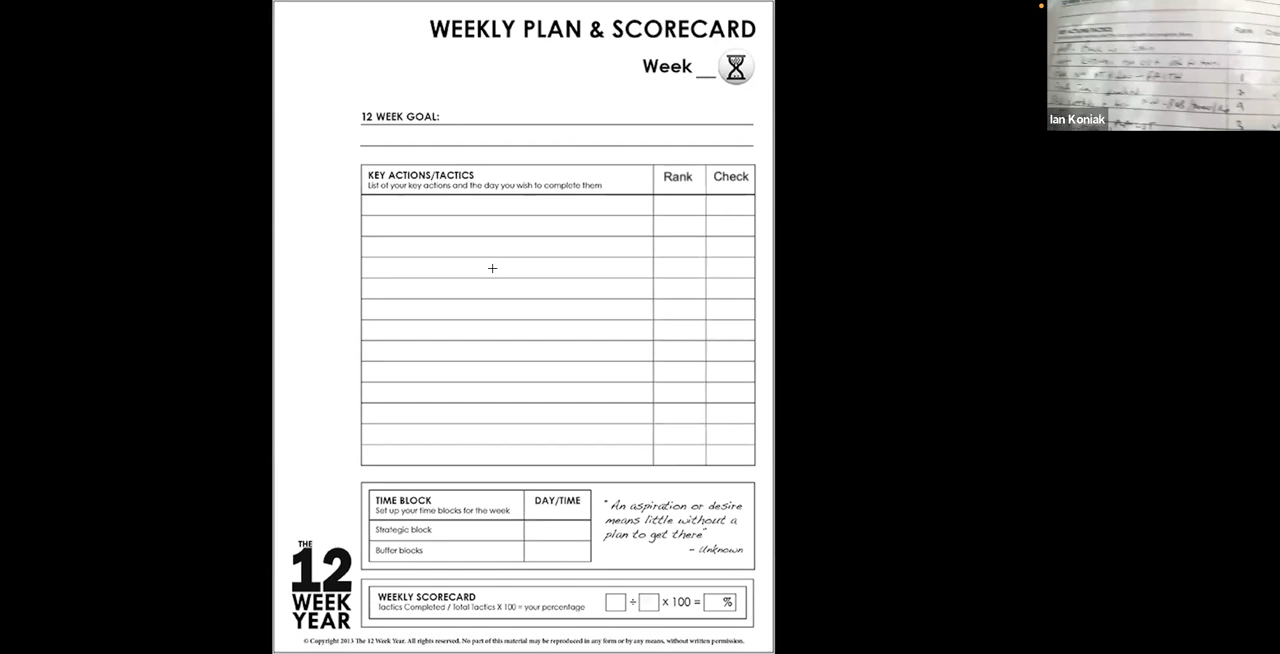 WEEKLY PLAN & SCORECARD
Week __
12 WEEK GOAL:
KEY ACTIONS/TACTICS
List of your key actions and the day you wish to complete them
Rank
Check
TIME BLOCK
Set up your time blocks for the week
DAY/TIME
Strategic block
Buffer blocks
" An aspiration or desire
means little without a
plan to get there"
- Unknown
THE
12
WEEK
YEAR
WEEKLY SCORECARD
Tactics Completed / Total Tactics X 100 = your percentage
÷ x 100 = %
© Copyright 2013 The 12 Week Year. All rights reserved. No part of this material may be reproduced in any form or by any means, without written permission.
KEY ACTIONS/TACTICS
Rank
Ian Koniak